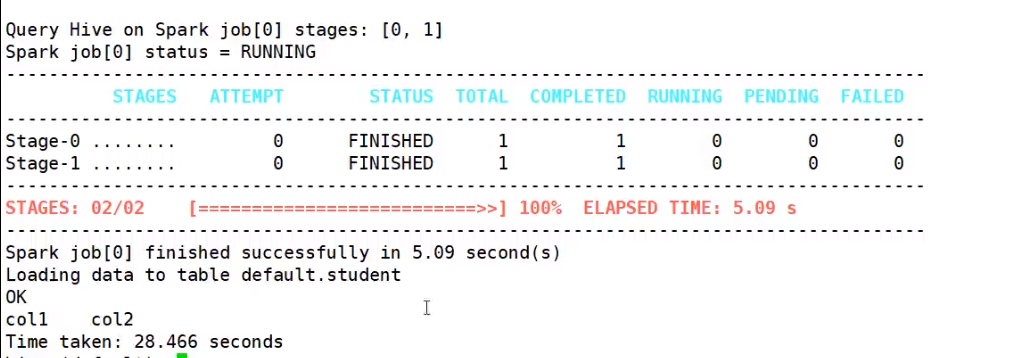 Query Hive on Spark job[0] stages: [0, 1]
Spark job[0] status = RUNNING
--------------------------------------------------------------------------------------
STAGES   ATTEMPT        STATUS  TOTAL  COMPLETED  RUNNING  PENDING  FAILED
--------------------------------------------------------------------------------------
Stage-0 ........         0      FINISHED      1          1        0        0       0
Stage-1 ........         0      FINISHED      1          1        0        0       0
--------------------------------------------------------------------------------------
STAGES: 02/02    [==========================>>] 100%  ELAPSED TIME: 5.09 s
--------------------------------------------------------------------------------------
Spark job[0] finished successfully in 5.09 second(s)
Loading data to table default.student
OK
col1    col2
Time taken: 28.466 seconds